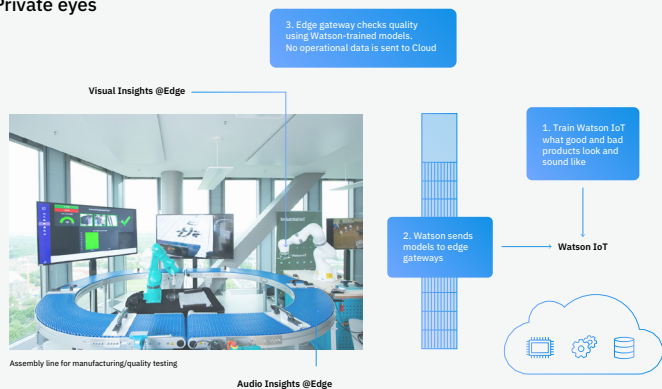 Private eyes
3. Edge gateway checks quality
using Watson-trained models.
No operational data is sent to Cloud
Visual Insights @Edge
1. Train Watson IoT
what good and bad
products look and
sound like
2. Watson sends
models to edge
gateways
Watson IoT
Assembly line for manufacturing/quality testing
Audio Insights @Edge